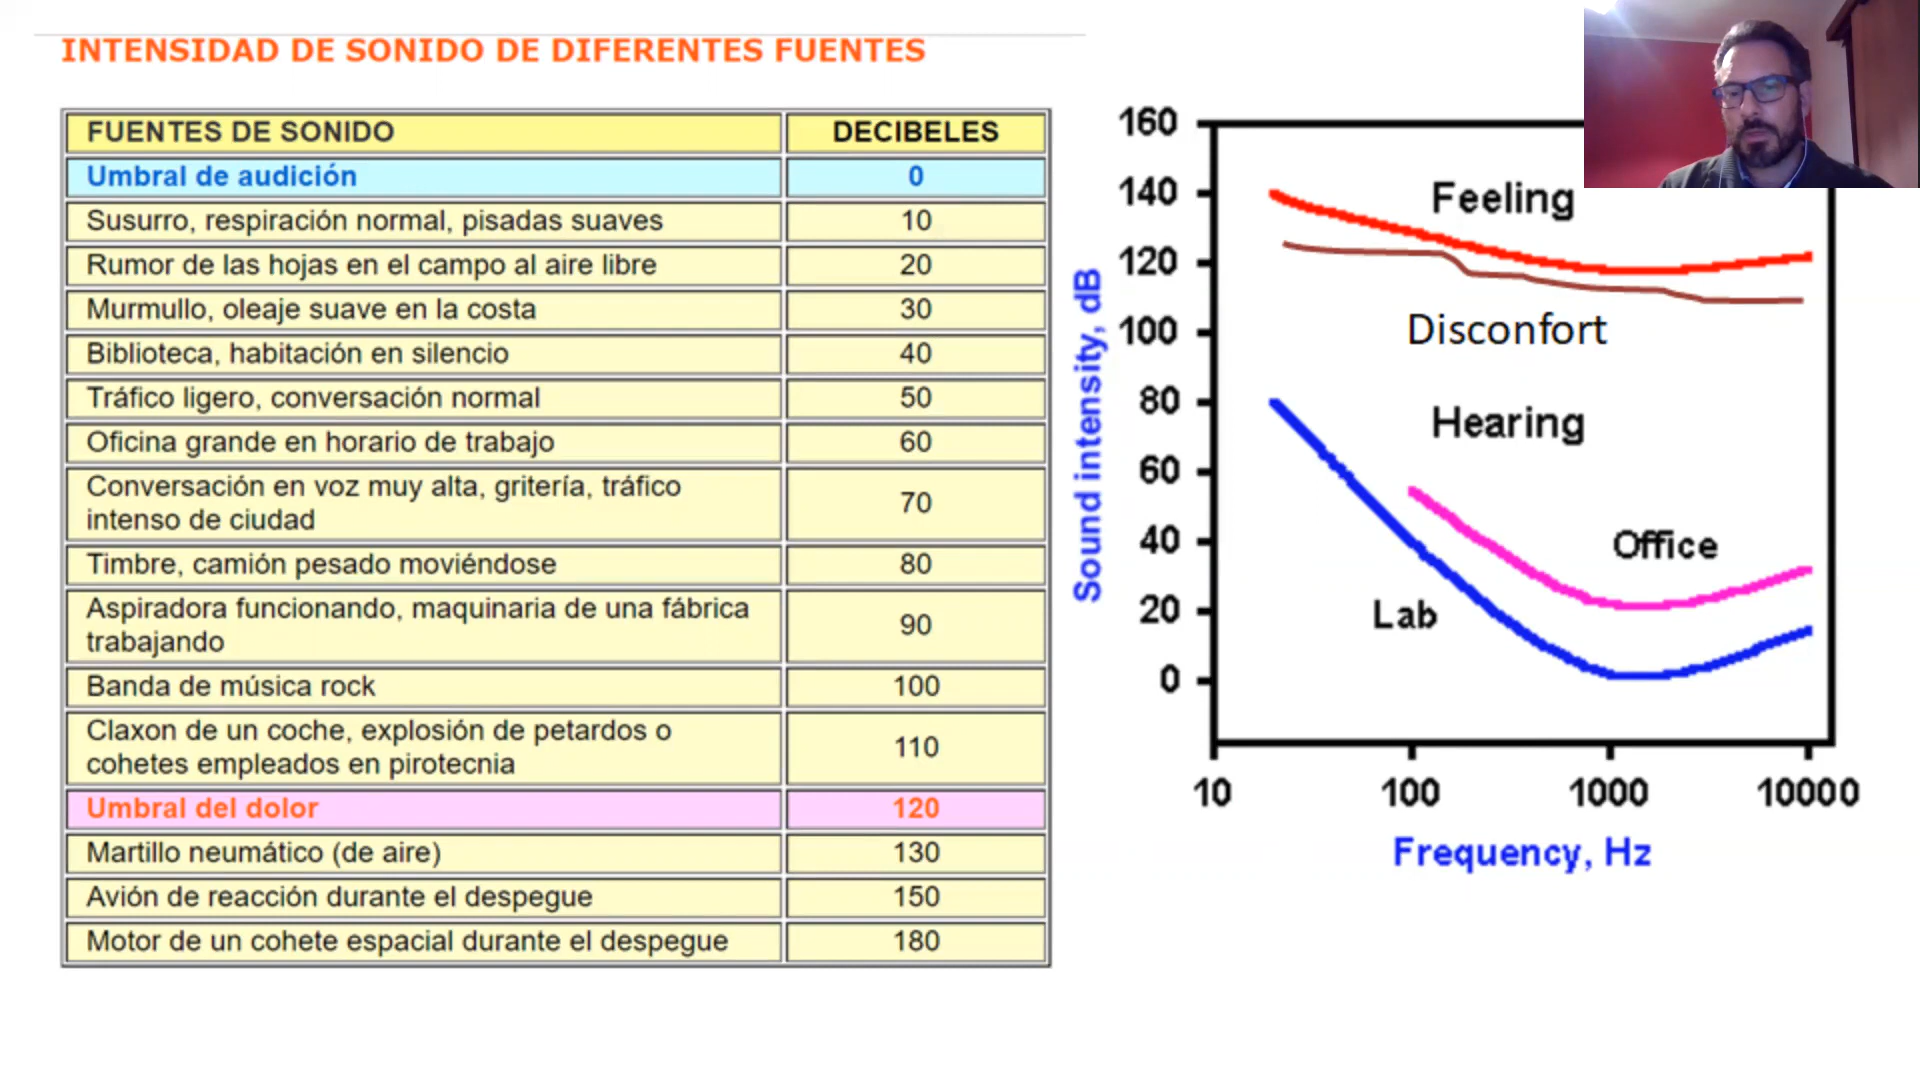 INTENSIDAD DE SONIDO DE DIFERENTES FUENTES
FUENTES DE SONIDO DECIBELES
Umbral de audición 0
Susurro, respiración normal, pisadas suaves 10
Rumor de las hojas en el campo al aire libre 20
Murmullo, oleaje suave en la costa 30
Biblioteca, habitación en silencio 40
Tráfico ligero, conversación normal 50
Oficina grande en horario de trabajo 60
Conversación en voz muy alta, gritería, tráfico
intenso de ciudad 70
Timbre, camión pesado moviéndose 80
Aspiradora funcionando, maquinaria de una fábrica
trabajando 90
Banda de música rock 100
Claxon de un coche, explosión de petardos o
cohetes empleados en pirotecnia 110
Umbral del dolor 120
Martillo neumático (de aire) 130
Avión de reacción durante el despegue 150
Motor de un cohete espacial durante el despegue 180
Sound intensity, dB
160
140
120
100
80
60
40
20
0
Feeling
Disconfort
Hearing
Office
Lab
10 100 1000 10000
Frequency, Hz